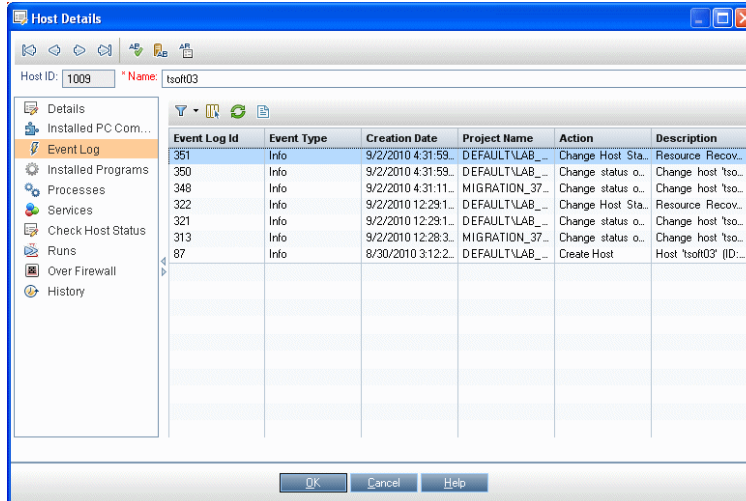 Host Details
Host ID: 1009 * Name: tsoft03
Details
Installed PC Com...
Event Log
Installed Programs
Processes
Services
Check Host Status
Runs
Over Firewall
History
Event Log Id Event Type Creation Date Project Name Action Description
351 Info 9/2/2010 4:31:59... DEFAULT\LAB_... Change Host Sta... Resource Recov...
350 Info 9/2/2010 4:31:59... DEFAULT\LAB_... Change status o... Change host 'tso...
348 Info 9/2/2010 4:31:11... MIGRATION_37... Change status o... Change host 'tso...
322 Info 9/2/2010 12:29:1... DEFAULT\LAB_... Change Host Sta... Resource Recov...
321 Info 9/2/2010 12:29:1... DEFAULT\LAB_... Change status o... Change host 'tso...
313 Info 9/2/2010 12:28:3... MIGRATION_37... Change status o... Change host 'tso...
87 Info 8/30/2010 3:12:2... DEFAULT\LAB_... Create Host Host 'tsoft03' (ID:...
OK Cancel Help